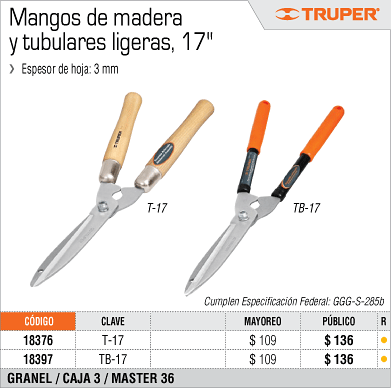 Mangos de madera
y tubulares ligeras, 17"
TRUPER®
❯ Espesor de hoja: 3 mm
TRUPER
T-17
TB-17
Cumplen Especificación Federal: GGG-S-285b
CÓDIGO CLAVE MAYOREO PÚBLICO R
18376 T-17 $ 109 $ 136 ●
18397 TB-17 $ 109 $ 136 ●
GRANEL / CAJA 3 / MASTER 36